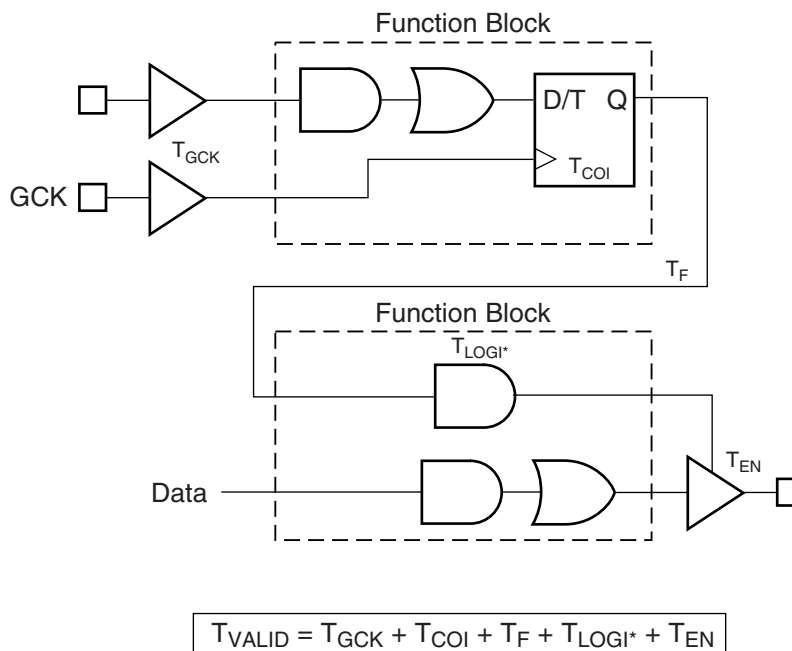 Function Block
D/T Q
T_GCK
T_COI
GCK
T_F
Function Block
T_LOGI*
T_EN
Data
T_VALID = T_GCK + T_COI + T_F + T_LOGI* + T_EN